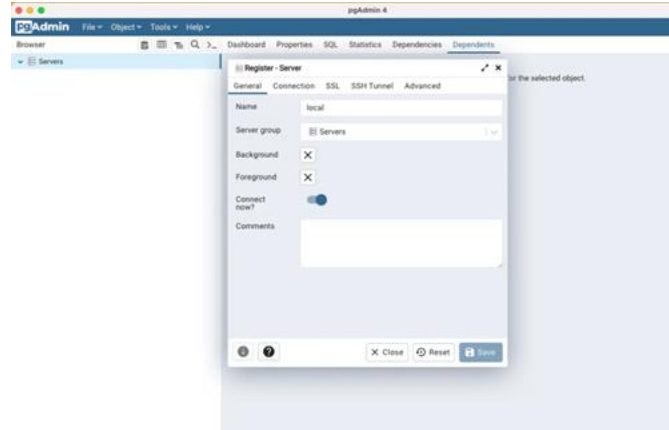 pgAdmin 4
pgAdmin File Object Tools Help
Browser Dashboard Properties SQL Statistics Dependencies Dependents
Servers
Register - Server
for the selected object.
General Connection SSL SSH Tunnel Advanced
Name local
Server group Servers
Background
Foreground
Connect
now?
Comments
Close Reset Save